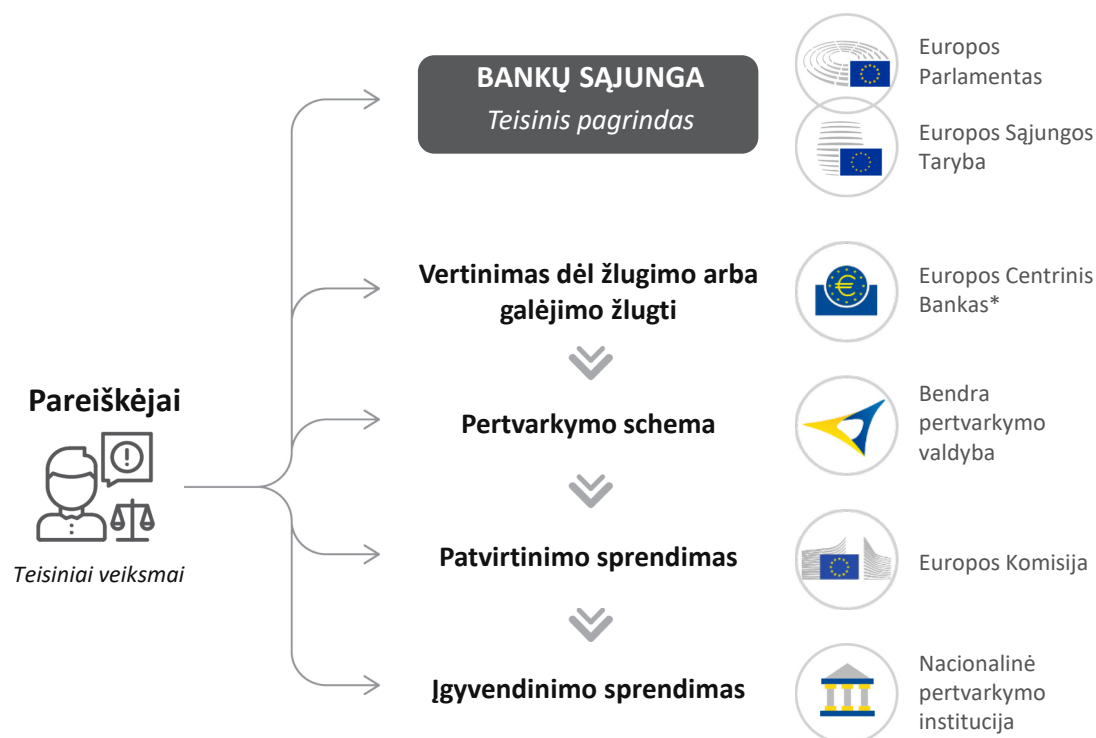 BANKŲ SĄJUNGA
Teisinis pagrindas
Europos
Parlamentas
Europos Sąjungos
Taryba
Vertinimas dėl žlugimo arba
galėjimo žlugti
Europos Centrinis
Bankas*
Pareiškėjai
Teisiniai veiksmai
Pertvarkymo schema
Bendra
pertvarkymo
valdyba
Patvirtinimo sprendimas
Europos Komisija
Įgyvendinimo sprendimas
Nacionalinė
pertvarkymo
institucija